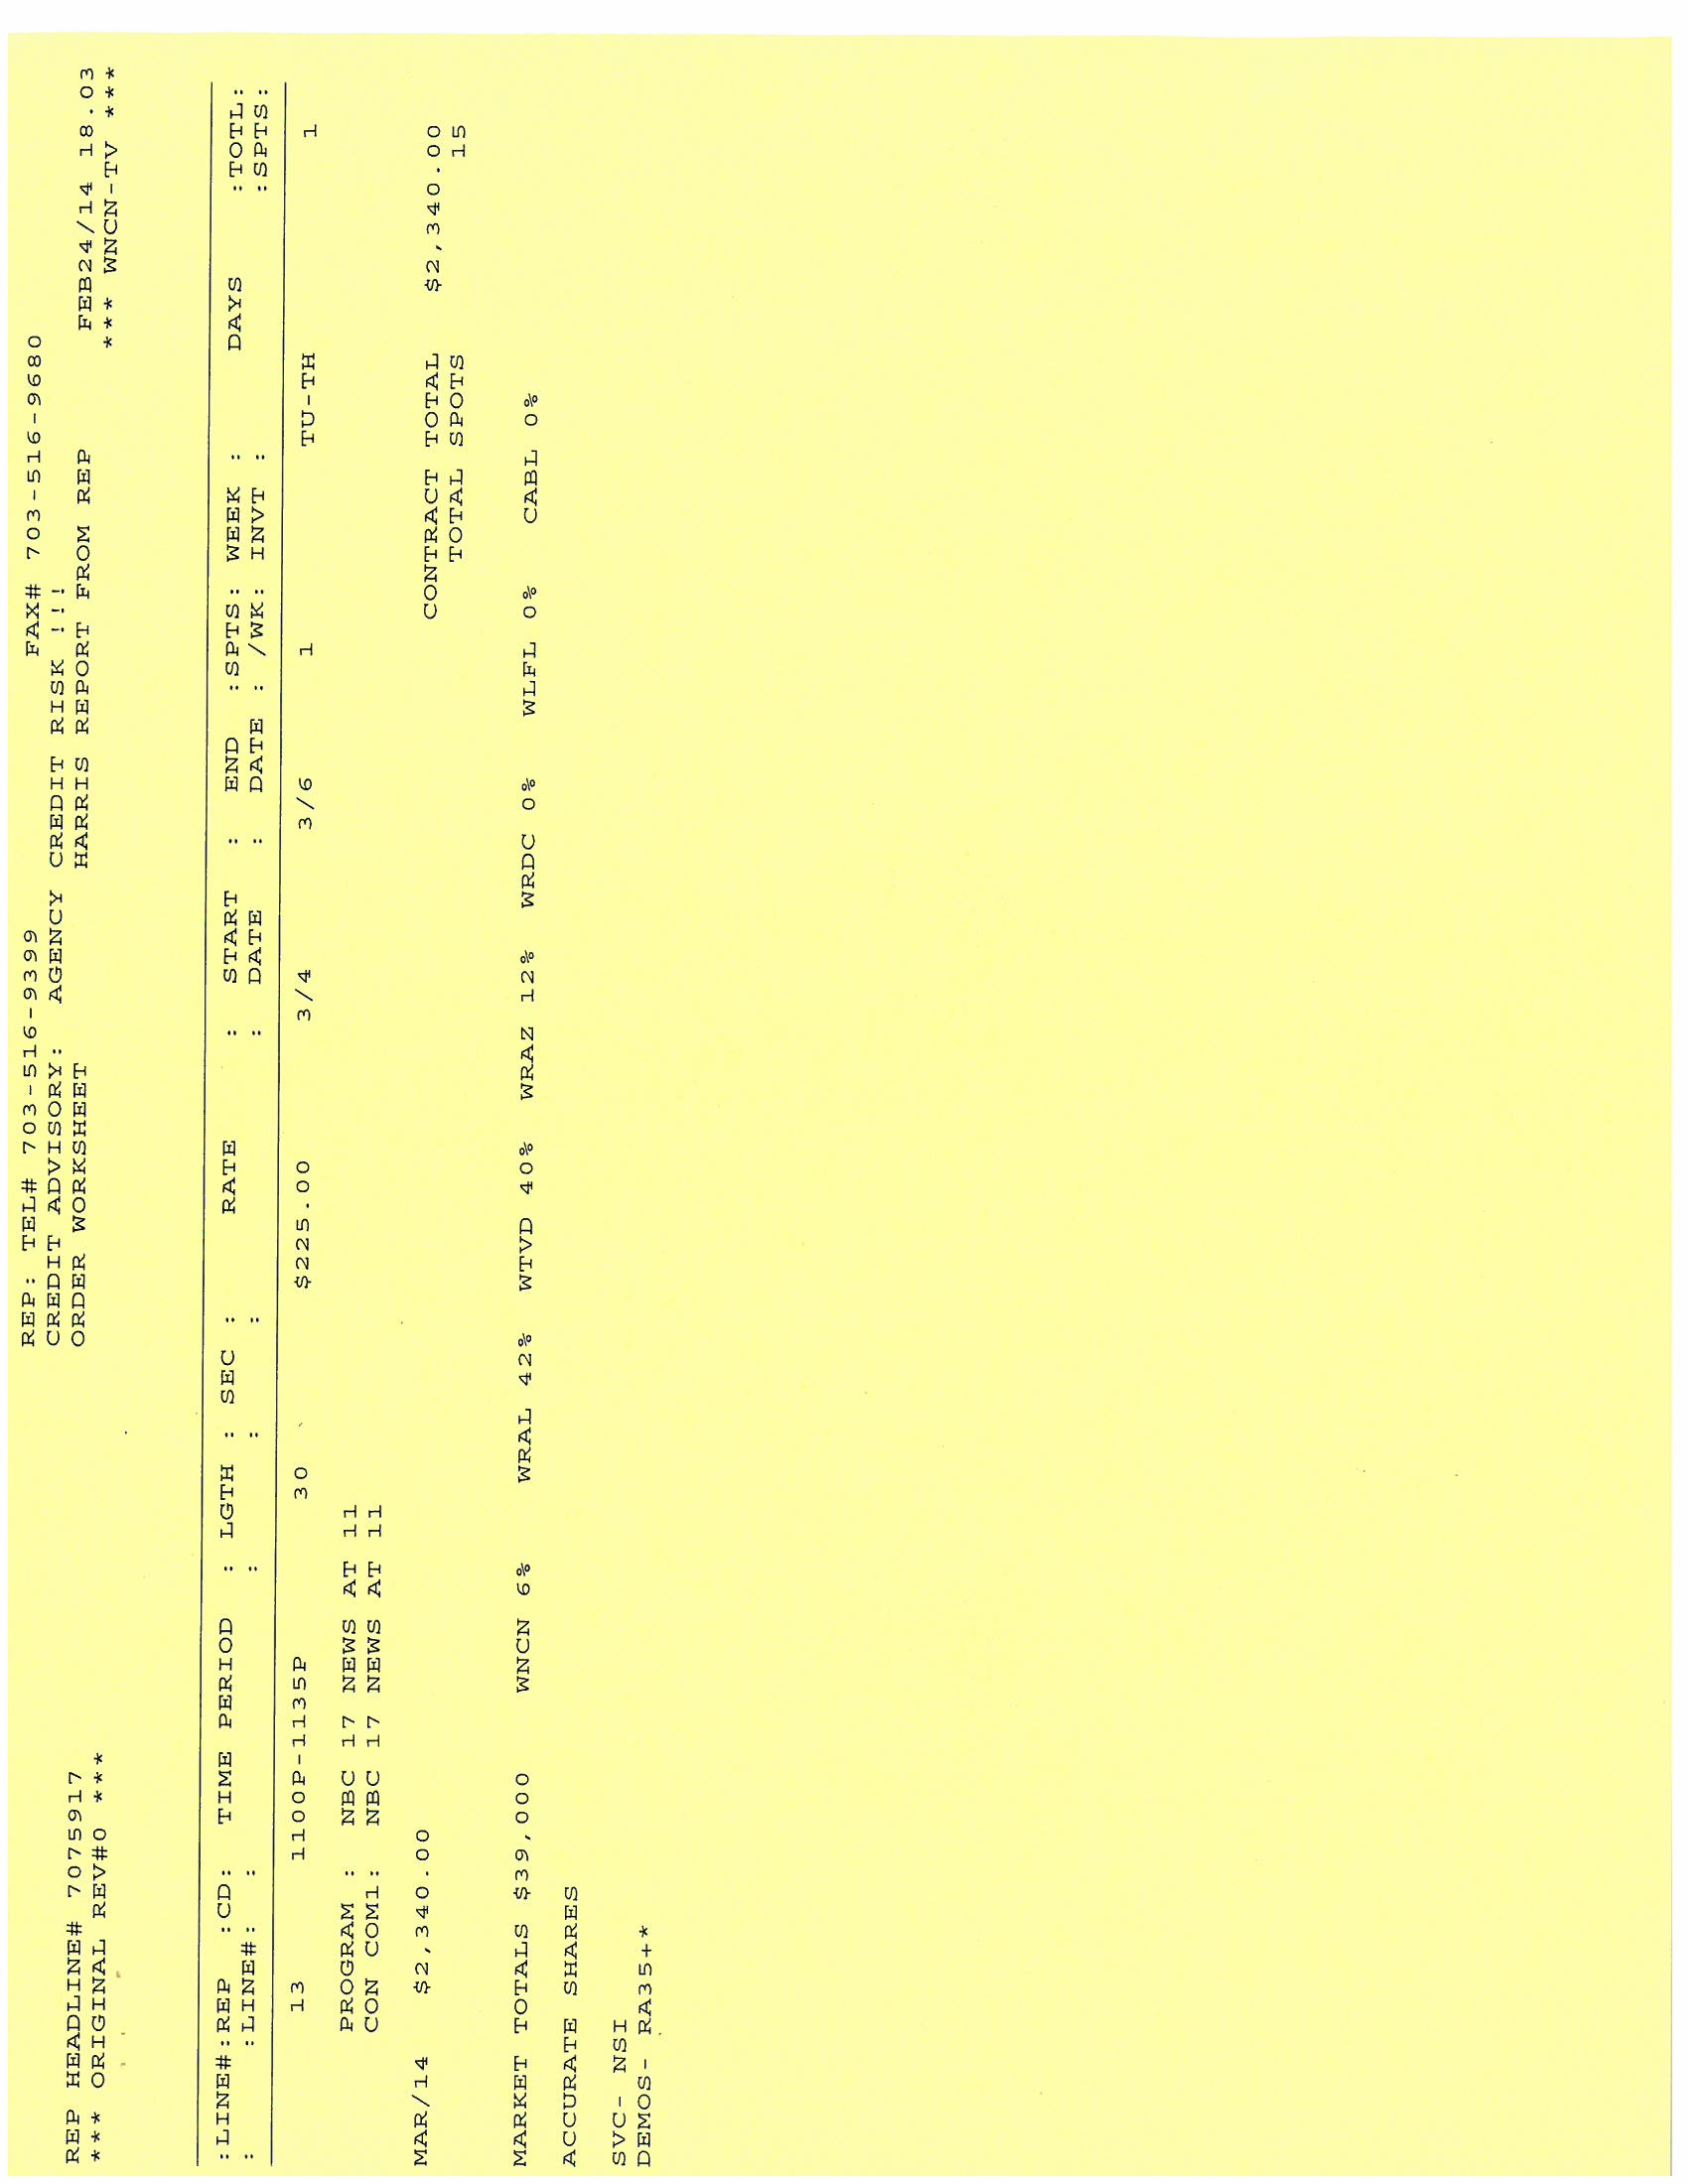 REP: TEL# 703-516-9399 FAX# 703-516-9680
CREDIT ADVISORY: AGENCY CREDIT RISK !!!
REP HEADLINE# 7075917 ORDER WORKSHEET HARRIS REPORT FROM REP FEB24/14 18.03
*** ORIGINAL REV#0 *** *** WNCN-TV ***
:LINE#:REP :CD: TIME PERIOD : LGTH : SEC : RATE : START : END :SPTS: WEEK : DAYS :TOTL:
: :LINE#: : : : : : DATE : DATE : /WK: INVT : :SPTS:
13 1100P-1135P 30 $225.00 3/4 3/6 1 TU-TH 1
PROGRAM : NBC 17 NEWS AT 11
CON COM1: NBC 17 NEWS AT 11
MAR/14 $2,340.00 CONTRACT TOTAL $2,340.00
TOTAL SPOTS 15
MARKET TOTALS $39,000 WNCN 6% WRAL 42% WTVD 40% WRAZ 12% WRDC 0% WLFL 0% CABL 0%
ACCURATE SHARES
SVC- NSI
DEMOS- RA35+*